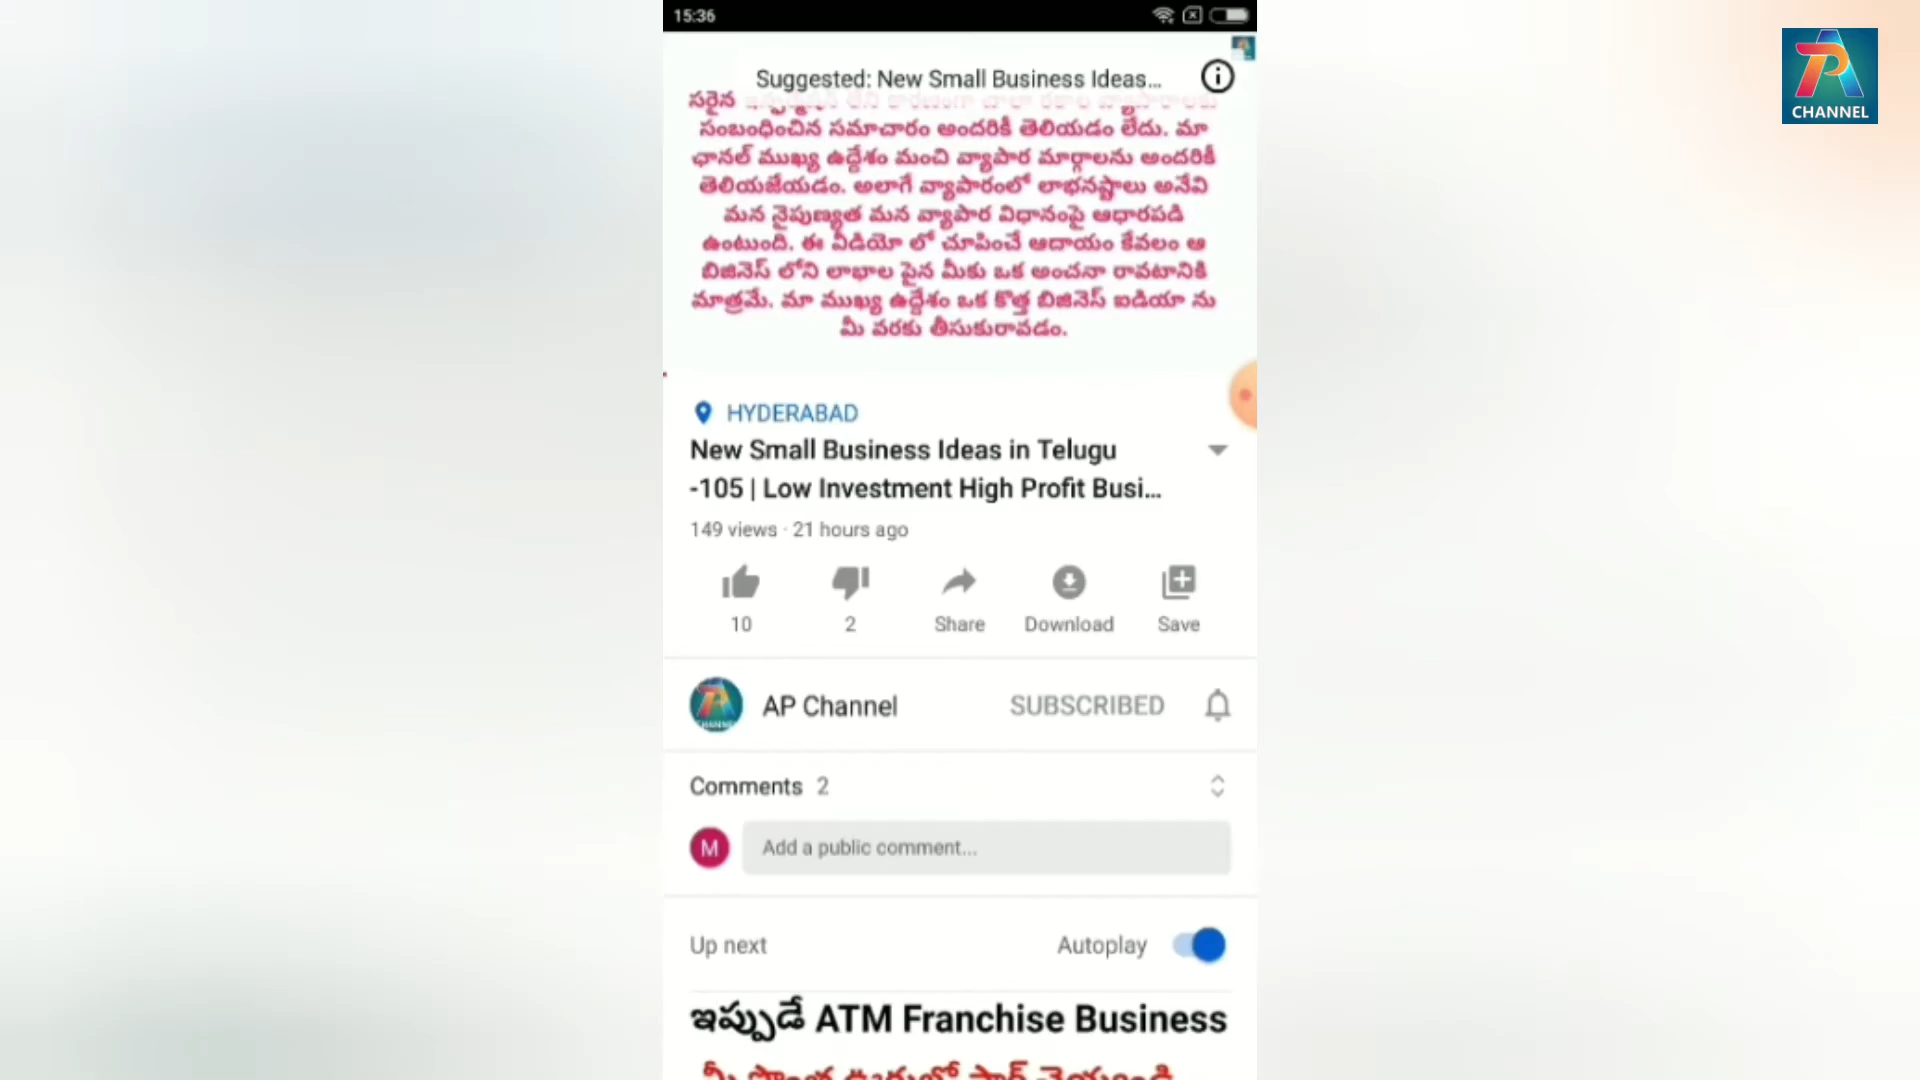 15:36
Suggested: New Small Business Ideas...
సరైన
సంబంధించిన సమాచారం అందరికీ తెలియడం లేదు. మా
ఛానల్ ముఖ్య ఉద్దేశం మంచి వ్యాపార మార్గాలను అందరికీ
తెలియజేయడం. అలాగే వ్యాపారంలో లాభనష్టాలు అనేవి
మన నైపుణ్యత మన వ్యాపార విధానంపై ఆధారపడి
ఉంటుంది. ఈ వీడియో లో చూపించే ఆదాయం కేవలం ఆ
బిజినెస్ లోని లాభాల పైన మీకు ఒక అంచనా రావటానికి
మాత్రమే. మా ముఖ్య ఉద్దేశం ఒక కొత్త బిజినెస్ ఐడియా ను
మీ వరకు తీసుకురావడం.
HYDERABAD
New Small Business Ideas in Telugu
-105 | Low Investment High Profit Busi...
149 views · 21 hours ago
10 2 Share Download Save
AP Channel SUBSCRIBED
Comments 2
M Add a public comment...
Up next Autoplay
ఇప్పుడే ATM Franchise Business
CHANNEL